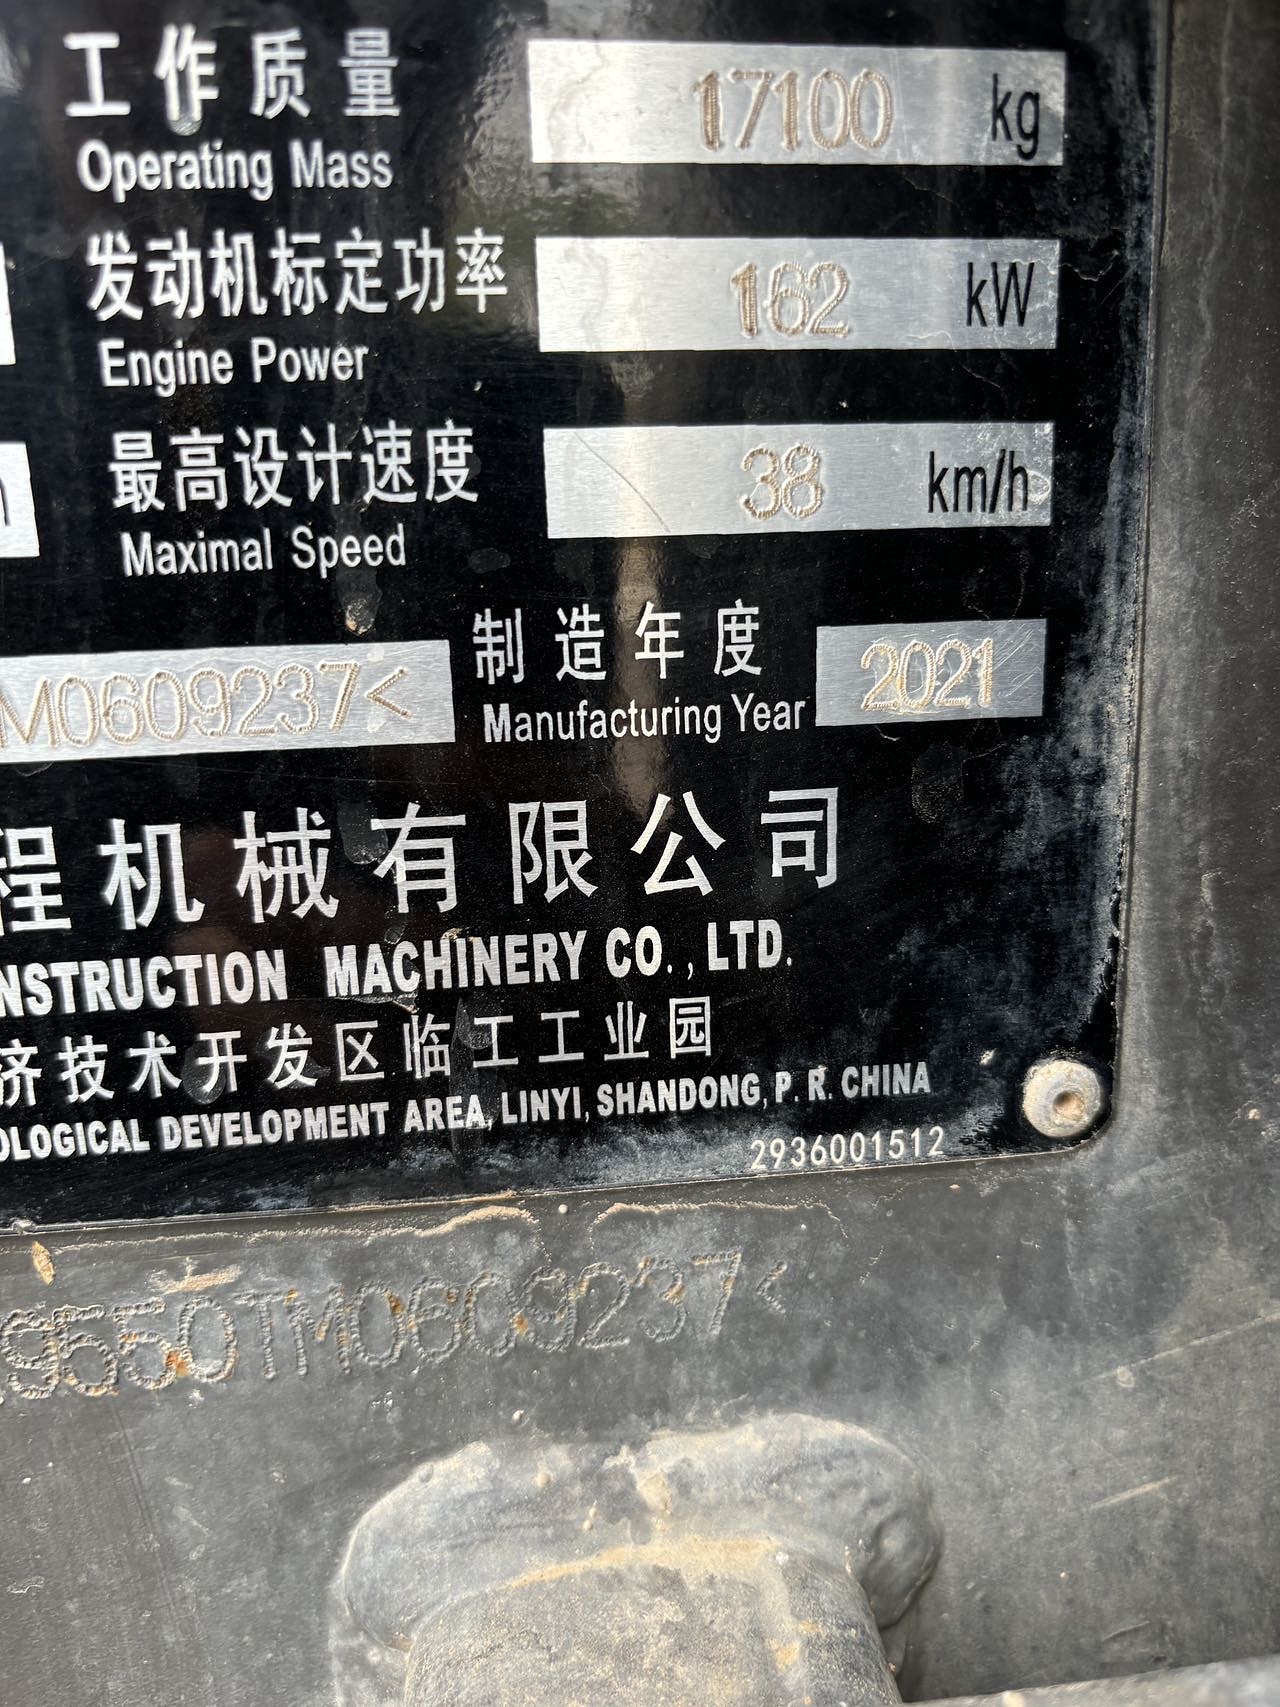 工作质量 17100 kg
Operating Mass
发动机标定功率 162 kW
Engine Power
最高设计速度 38 km/h
Maximal Speed
M0609237< 制造年度 2021
Manufacturing Year
程机械有限公司
NSTRUCTION MACHINERY CO., LTD.
济技术开发区临工工业园
OLOGICAL DEVELOPMENT AREA, LINYI, SHANDONG, P. R. CHINA
2936001512
9550TM0609237<